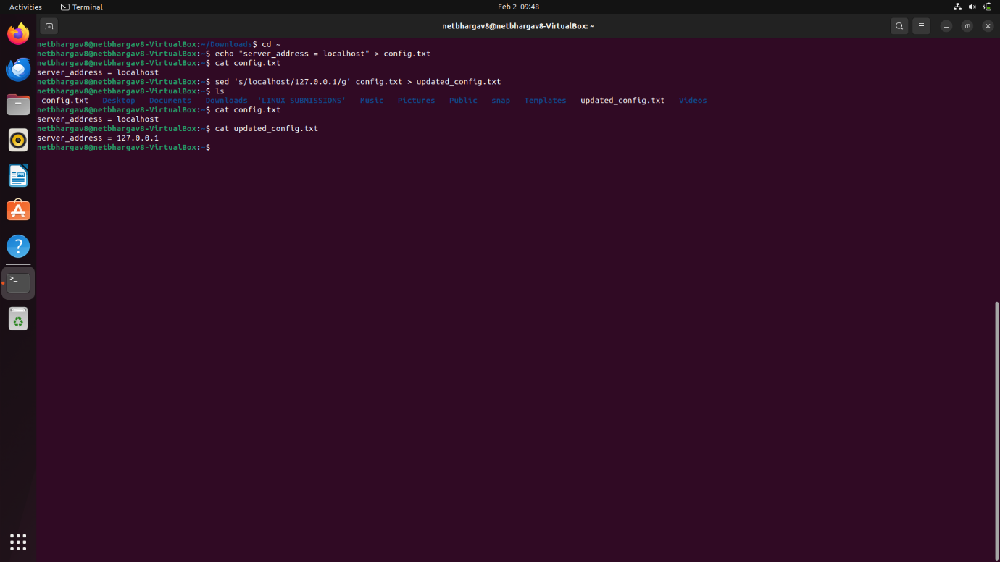 Activities Terminal Feb 2 09:48
netbhargav8@netbhargav8-VirtualBox: ~
netbhargav8@netbhargav8-VirtualBox:~/Downloads$ cd ~
netbhargav8@netbhargav8-VirtualBox:~$ echo "server_address = localhost" > config.txt
netbhargav8@netbhargav8-VirtualBox:~$ cat config.txt
server_address = localhost
netbhargav8@netbhargav8-VirtualBox:~$ sed 's/localhost/127.0.0.1/g' config.txt > updated_config.txt
netbhargav8@netbhargav8-VirtualBox:~$ ls
config.txt Desktop Documents Downloads 'LINUX SUBMISSIONS' Music Pictures Public snap Templates updated_config.txt Videos
netbhargav8@netbhargav8-VirtualBox:~$ cat config.txt
server_address = localhost
netbhargav8@netbhargav8-VirtualBox:~$ cat updated_config.txt
server_address = 127.0.0.1
netbhargav8@netbhargav8-VirtualBox:~$